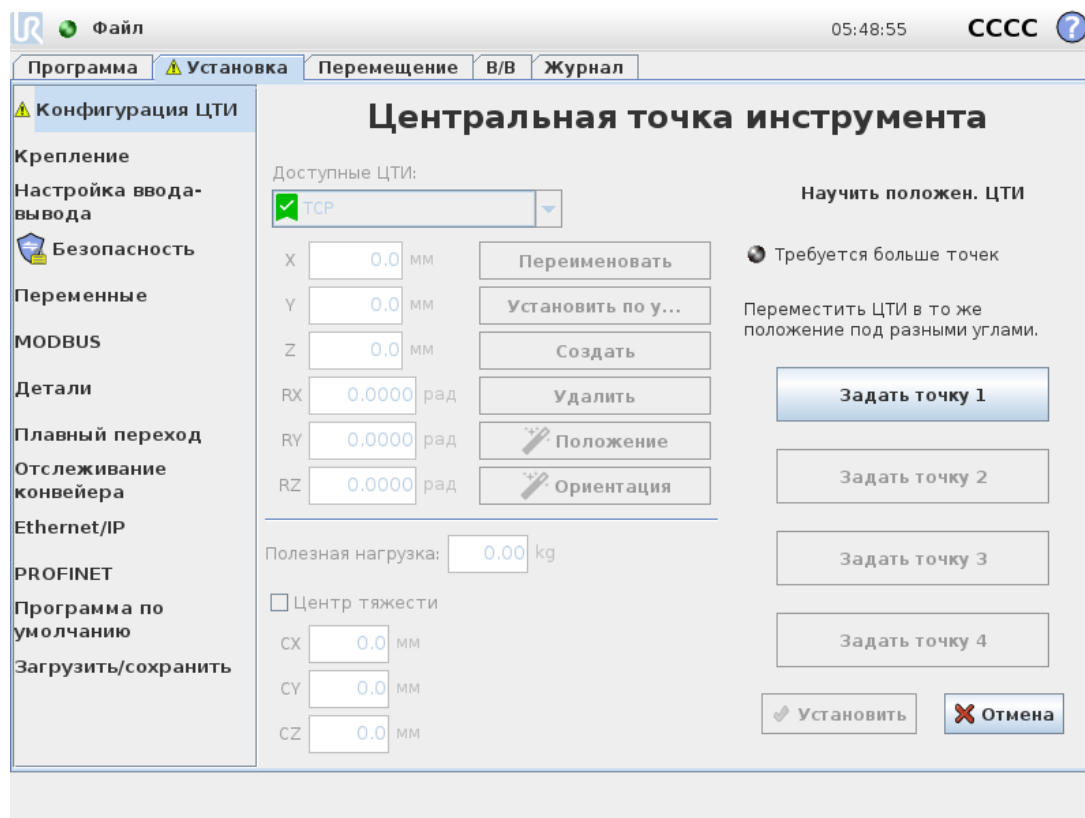 UR
Файл
05:48:55
CCCC
?
Программа
Установка
Перемещение
В/В
Журнал
Конфигурация ЦТИ
Крепление
Настройка ввода-
вывода
Безопасность
Переменные
MODBUS
Детали
Плавный переход
Отслеживание
конвейера
Ethernet/IP
PROFINET
Программа по
умолчанию
Загрузить/сохранить
Центральная точка инструмента
Доступные ЦТИ:
TCP
X 0.0 мм
Переименовать
Y 0.0 мм
Установить по у...
Z 0.0 мм
Создать
RX 0.0000 рад
Удалить
RY 0.0000 рад
Положение
RZ 0.0000 рад
Ориентация
Полезная нагрузка: 0.00 kg
Центр тяжести
CX 0.0 мм
CY 0.0 мм
CZ 0.0 мм
Научить положен. ЦТИ
Требуется больше точек
Переместить ЦТИ в то же
положение под разными углами.
Задать точку 1
Задать точку 2
Задать точку 3
Задать точку 4
Установить
Отмена